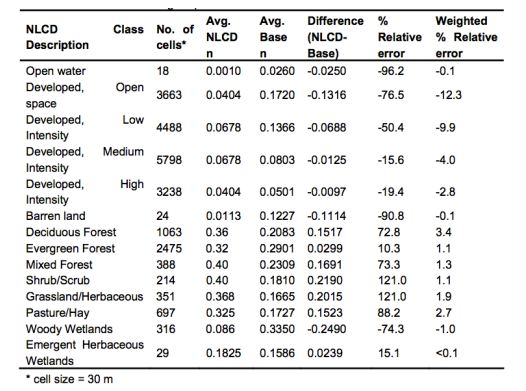 NLCD Class Description No. of cells* Avg. NLCD n Avg. Base n Difference (NLCD-Base) % Relative error Weighted % Relative error
Open water 18 0.0010 0.0260 -0.0250 -96.2 -0.1
Developed, Open space 3663 0.0404 0.1720 -0.1316 -76.5 -12.3
Developed, Low Intensity 4488 0.0678 0.1366 -0.0688 -50.4 -9.9
Developed, Medium Intensity 5798 0.0678 0.0803 -0.0125 -15.6 -4.0
Developed, High Intensity 3238 0.0404 0.0501 -0.0097 -19.4 -2.8
Barren land 24 0.0113 0.1227 -0.1114 -90.8 -0.1
Deciduous Forest 1063 0.36 0.2083 0.1517 72.8 3.4
Evergreen Forest 2475 0.32 0.2901 0.0299 10.3 1.1
Mixed Forest 388 0.40 0.2309 0.1691 73.3 1.3
Shrub/Scrub 214 0.40 0.1810 0.2190 121.0 1.1
Grassland/Herbaceous 351 0.368 0.1665 0.2015 121.0 1.9
Pasture/Hay 697 0.325 0.1727 0.1523 88.2 2.7
Woody Wetlands 316 0.086 0.3350 -0.2490 -74.3 -1.0
Emergent Herbaceous Wetlands 29 0.1825 0.1586 0.0239 15.1 <0.1
* cell size = 30 m